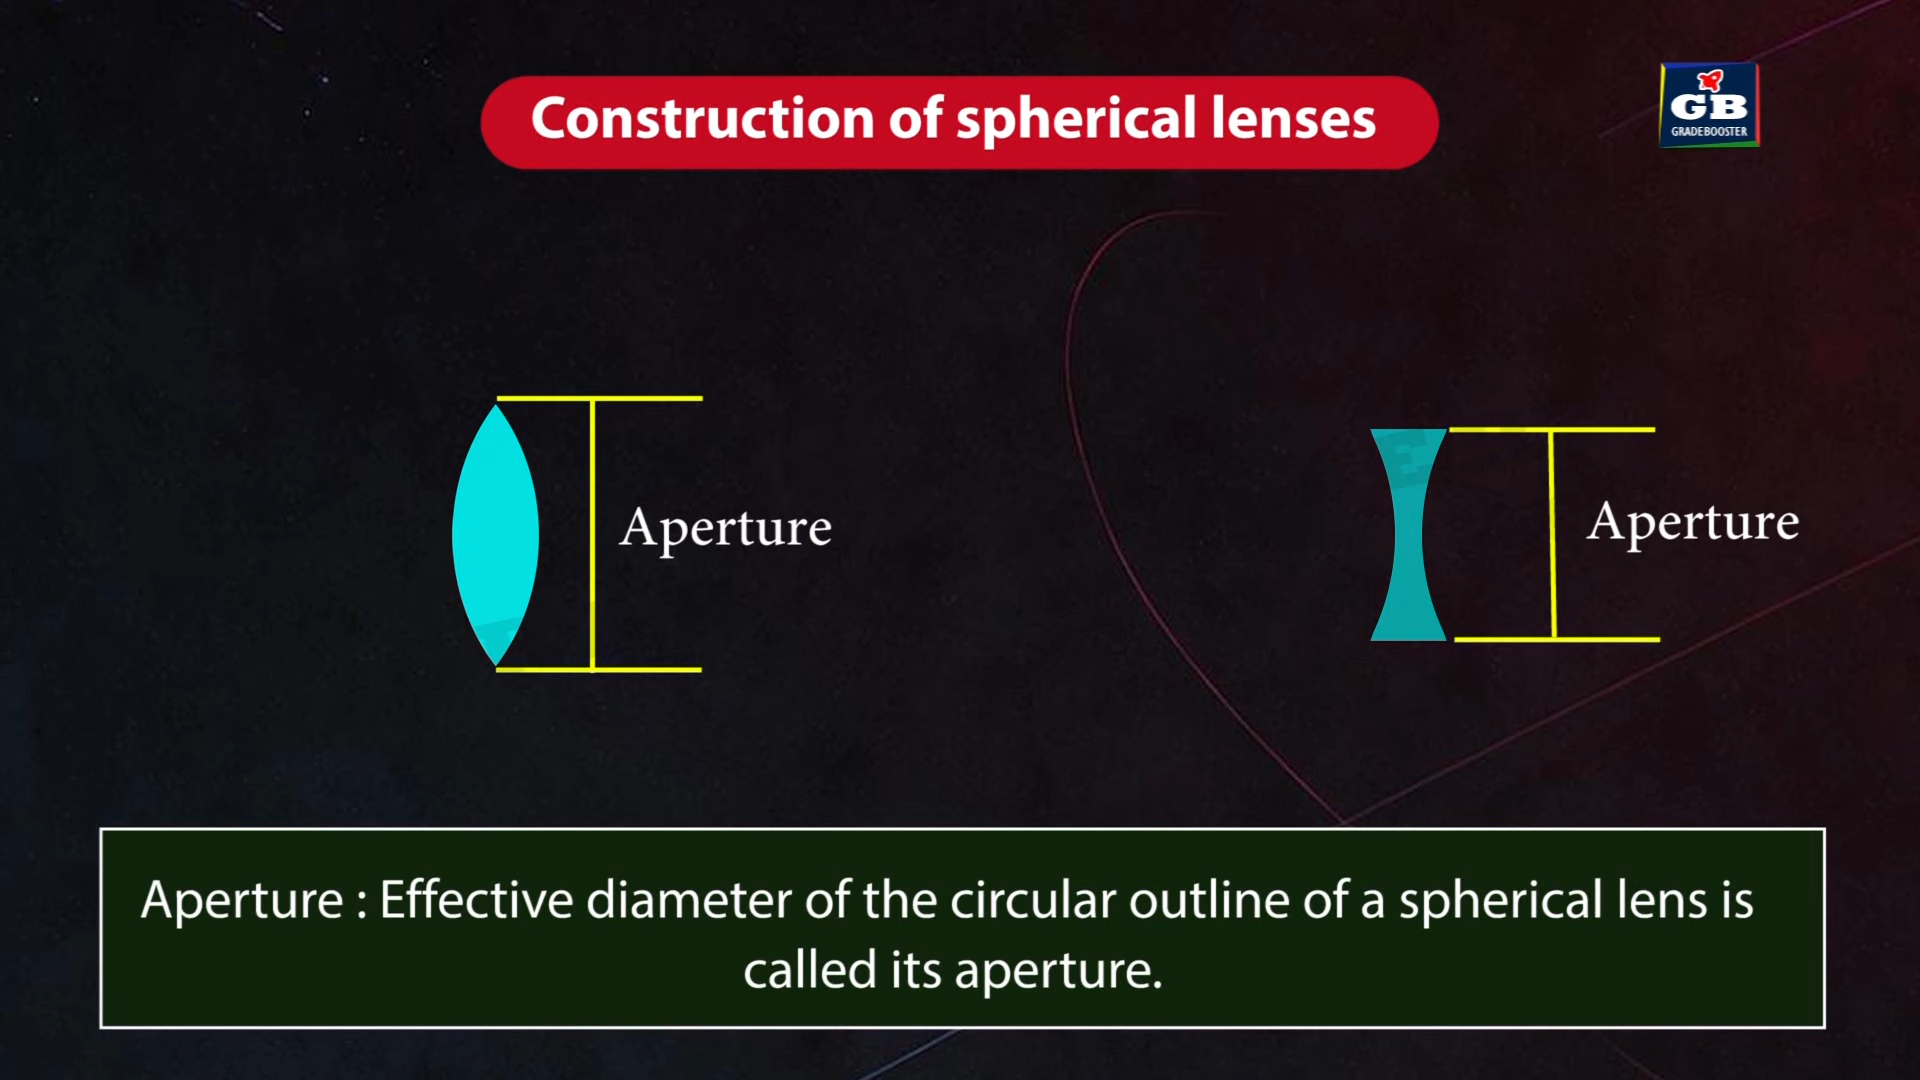 Construction of spherical lenses
GB
GRADEBOOSTER
Aperture
Aperture
Aperture : Effective diameter of the circular outline of a spherical lens is
called its aperture.